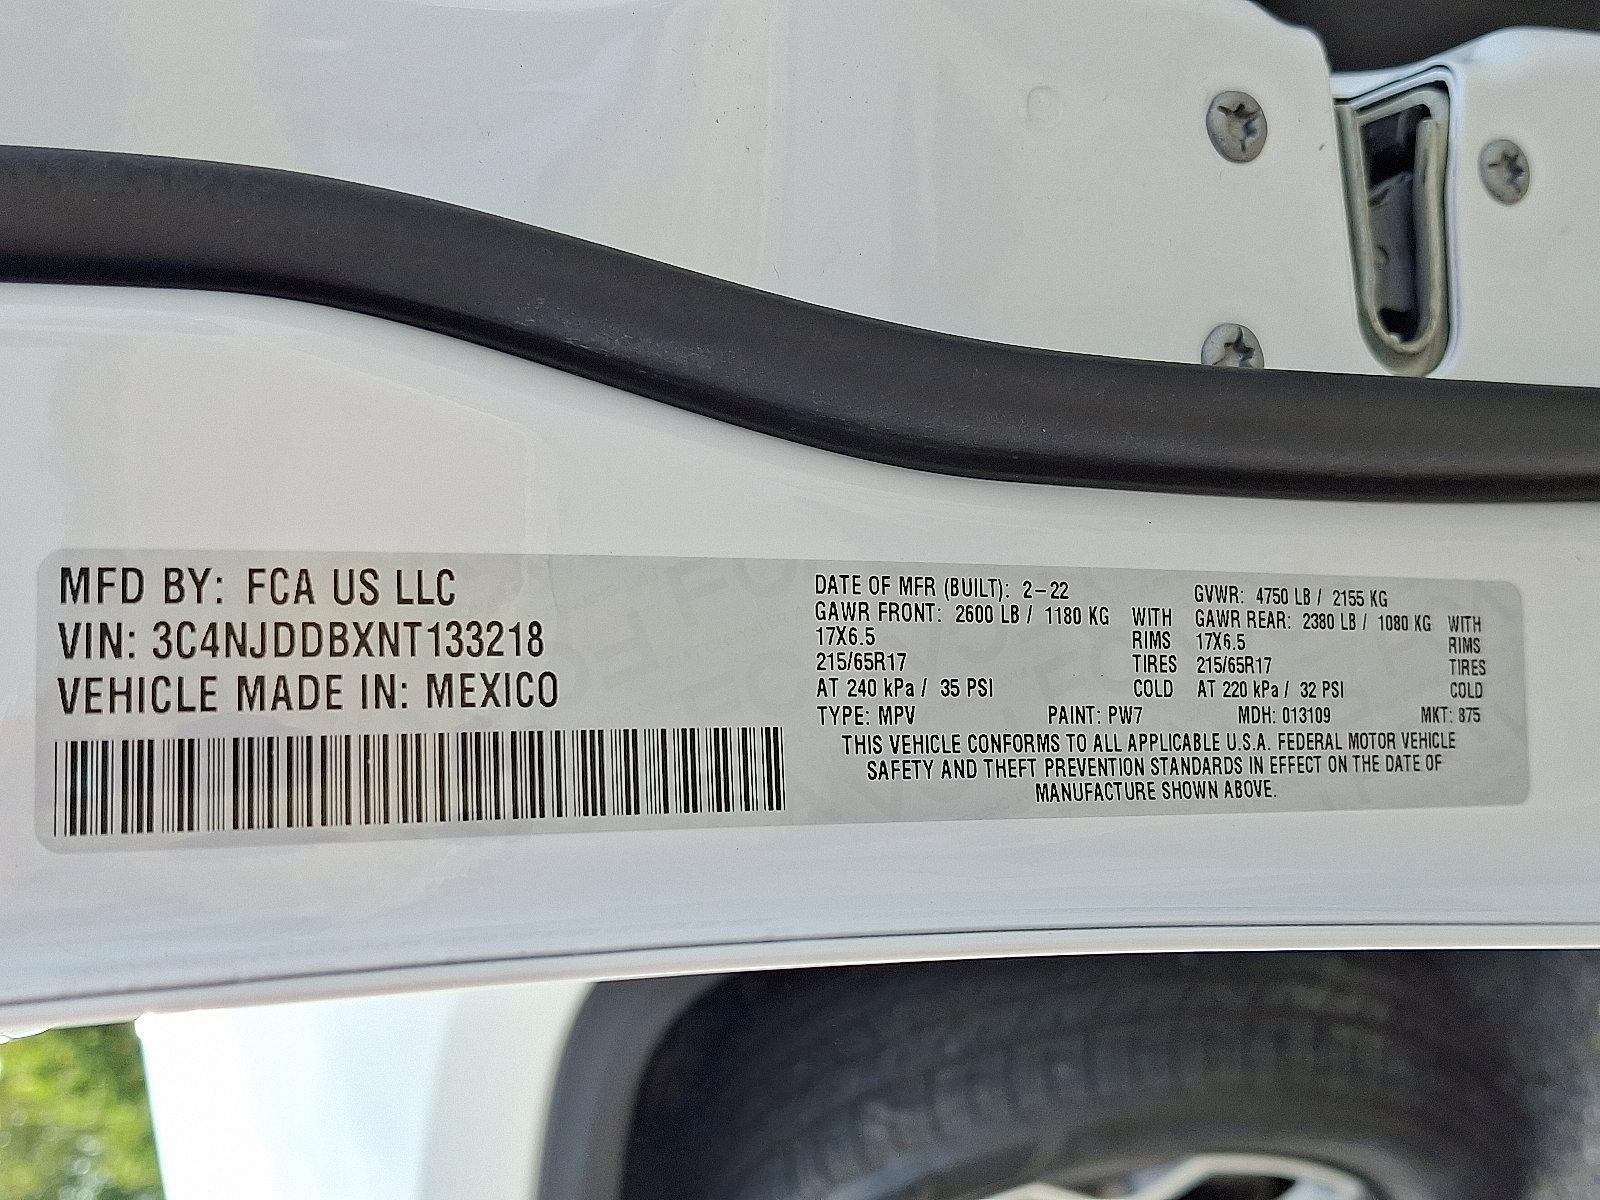 MFD BY: FCA US LLC
VIN: 3C4NJDDBXNT133218
VEHICLE MADE IN: MEXICO
DATE OF MFR (BUILT): 2-22 GVWR: 4750 LB / 2155 KG
GAWR FRONT: 2600 LB / 1180 KG WITH GAWR REAR: 2380 LB / 1080 KG WITH
17X6.5 RIMS 17X6.5 RIMS
215/65R17 TIRES 215/65R17 TIRES
AT 240 kPa / 35 PSI COLD AT 220 kPa / 32 PSI COLD
TYPE: MPV PAINT: PW7 MDH: 013109 MKT: 875
THIS VEHICLE CONFORMS TO ALL APPLICABLE U.S.A. FEDERAL MOTOR VEHICLE
SAFETY AND THEFT PREVENTION STANDARDS IN EFFECT ON THE DATE OF
MANUFACTURE SHOWN ABOVE.